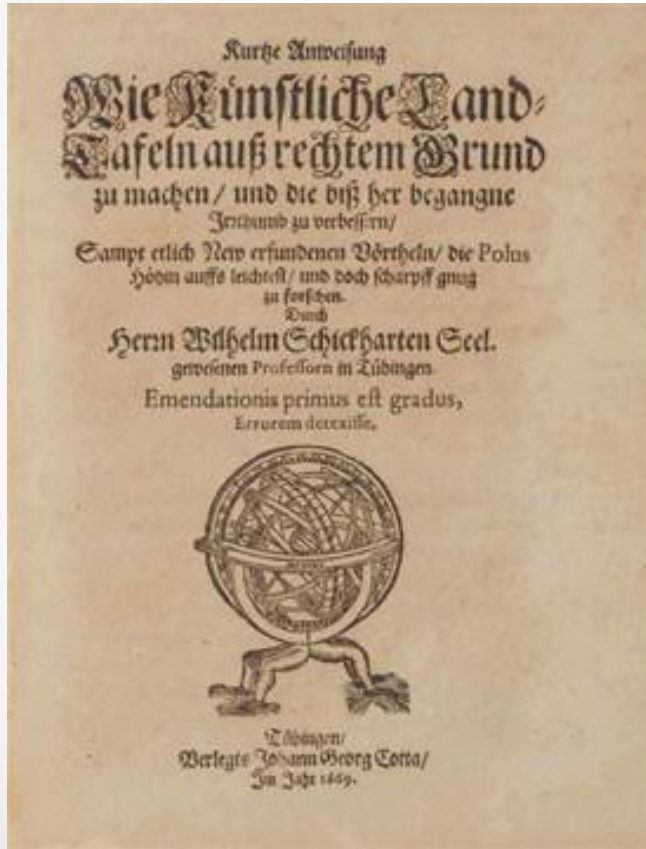 Kurtze Anweisung
Wie Künstliche Land-
Tafeln auß rechtem Grund
zu machen / und die biß her begangne
Irrthumb zu verbessern /
Sampt etlich New erfundenen Vörtheln / die Polus
Höhin auffs leichtest / und doch scharpff gnug
zu forschen.
Durch
Herrn Wilhelm Schickharten Seel.
gewesenen Professorn in Tübingen.
Emendationis primus est gradus,
Errorem detexisse.
Tübingen /
Verlegts Johann Georg Cotta /
Im Jahr 1669.